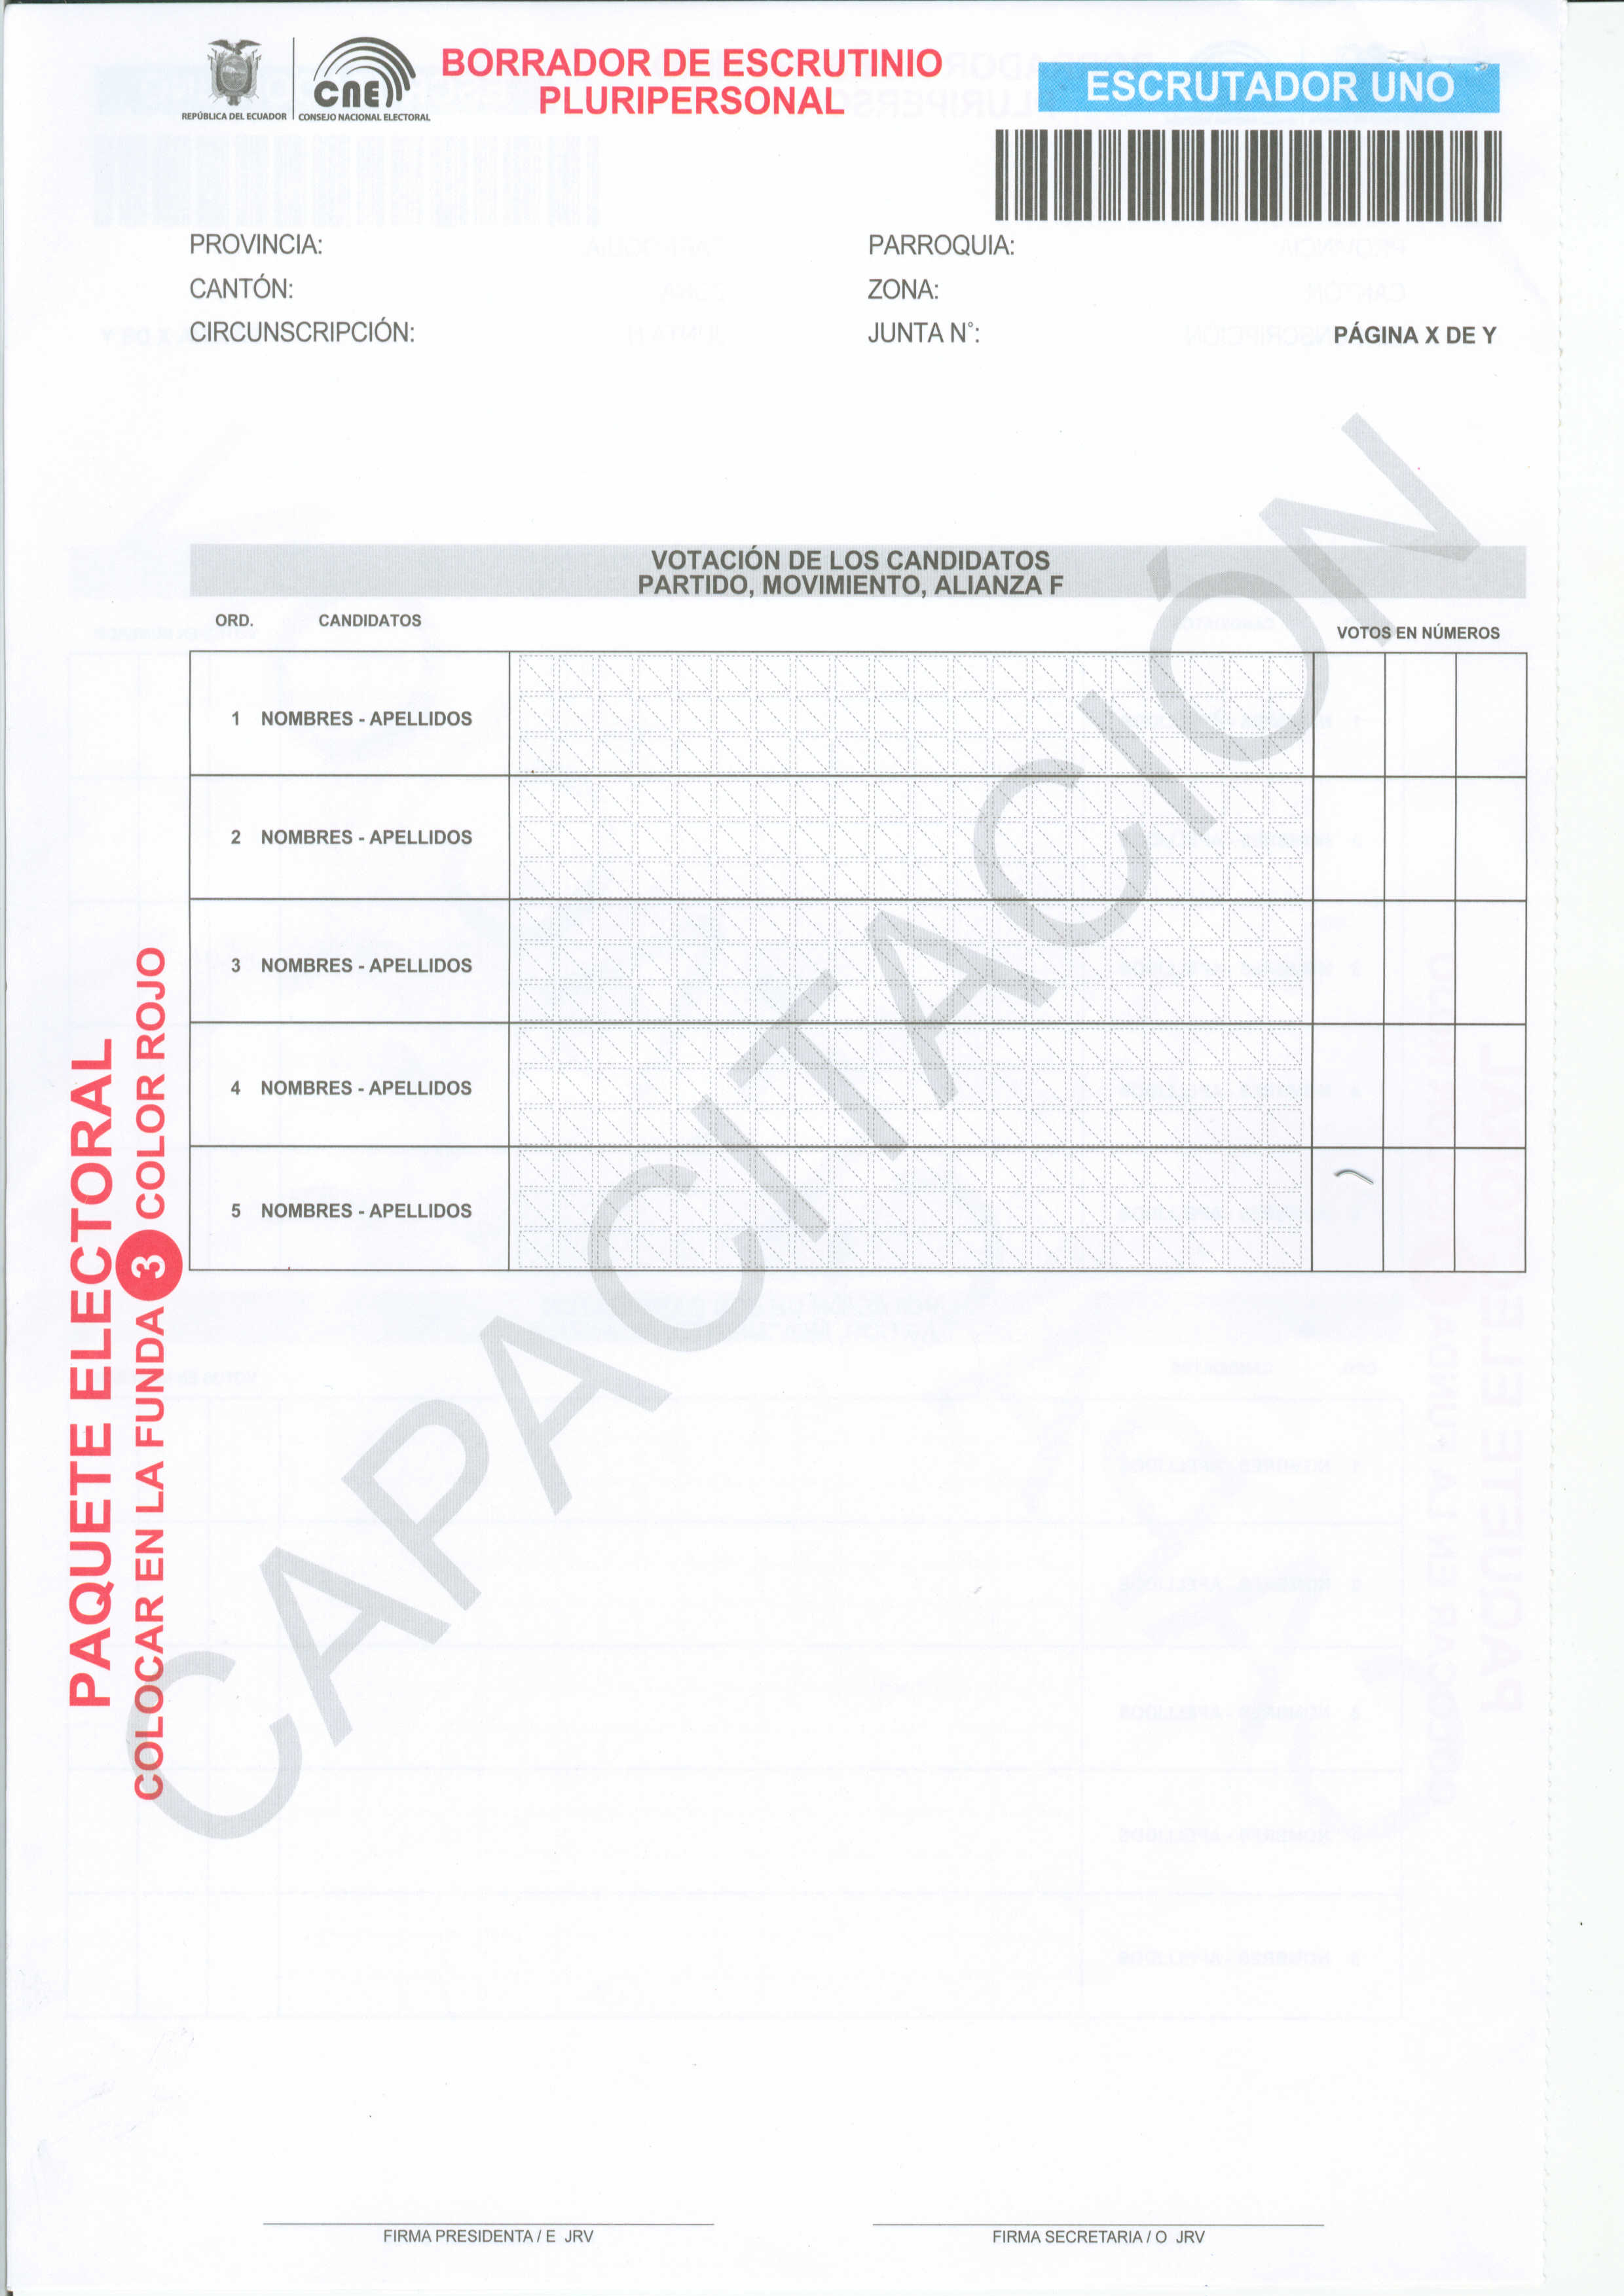 REPÚBLICA DEL ECUADOR
CNE
CONSEJO NACIONAL ELECTORAL
BORRADOR DE ESCRUTINIO
PLURIPERSONAL
ESCRUTADOR UNO
PROVINCIA:
PARROQUIA:
CANTÓN:
ZONA:
CIRCUNSCRIPCIÓN:
JUNTA N°:
PÁGINA X DE Y
VOTACIÓN DE LOS CANDIDATOS
PARTIDO, MOVIMIENTO, ALIANZA F
ORD. CANDIDATOS VOTOS EN NÚMEROS
1 NOMBRES - APELLIDOS
2 NOMBRES - APELLIDOS
3 NOMBRES - APELLIDOS
4 NOMBRES - APELLIDOS
5 NOMBRES - APELLIDOS
CAPACITACIÓN
PAQUETE ELECTORAL
COLOCAR EN LA FUNDA 3 COLOR ROJO
FIRMA PRESIDENTA / E JRV
FIRMA SECRETARIA / O JRV